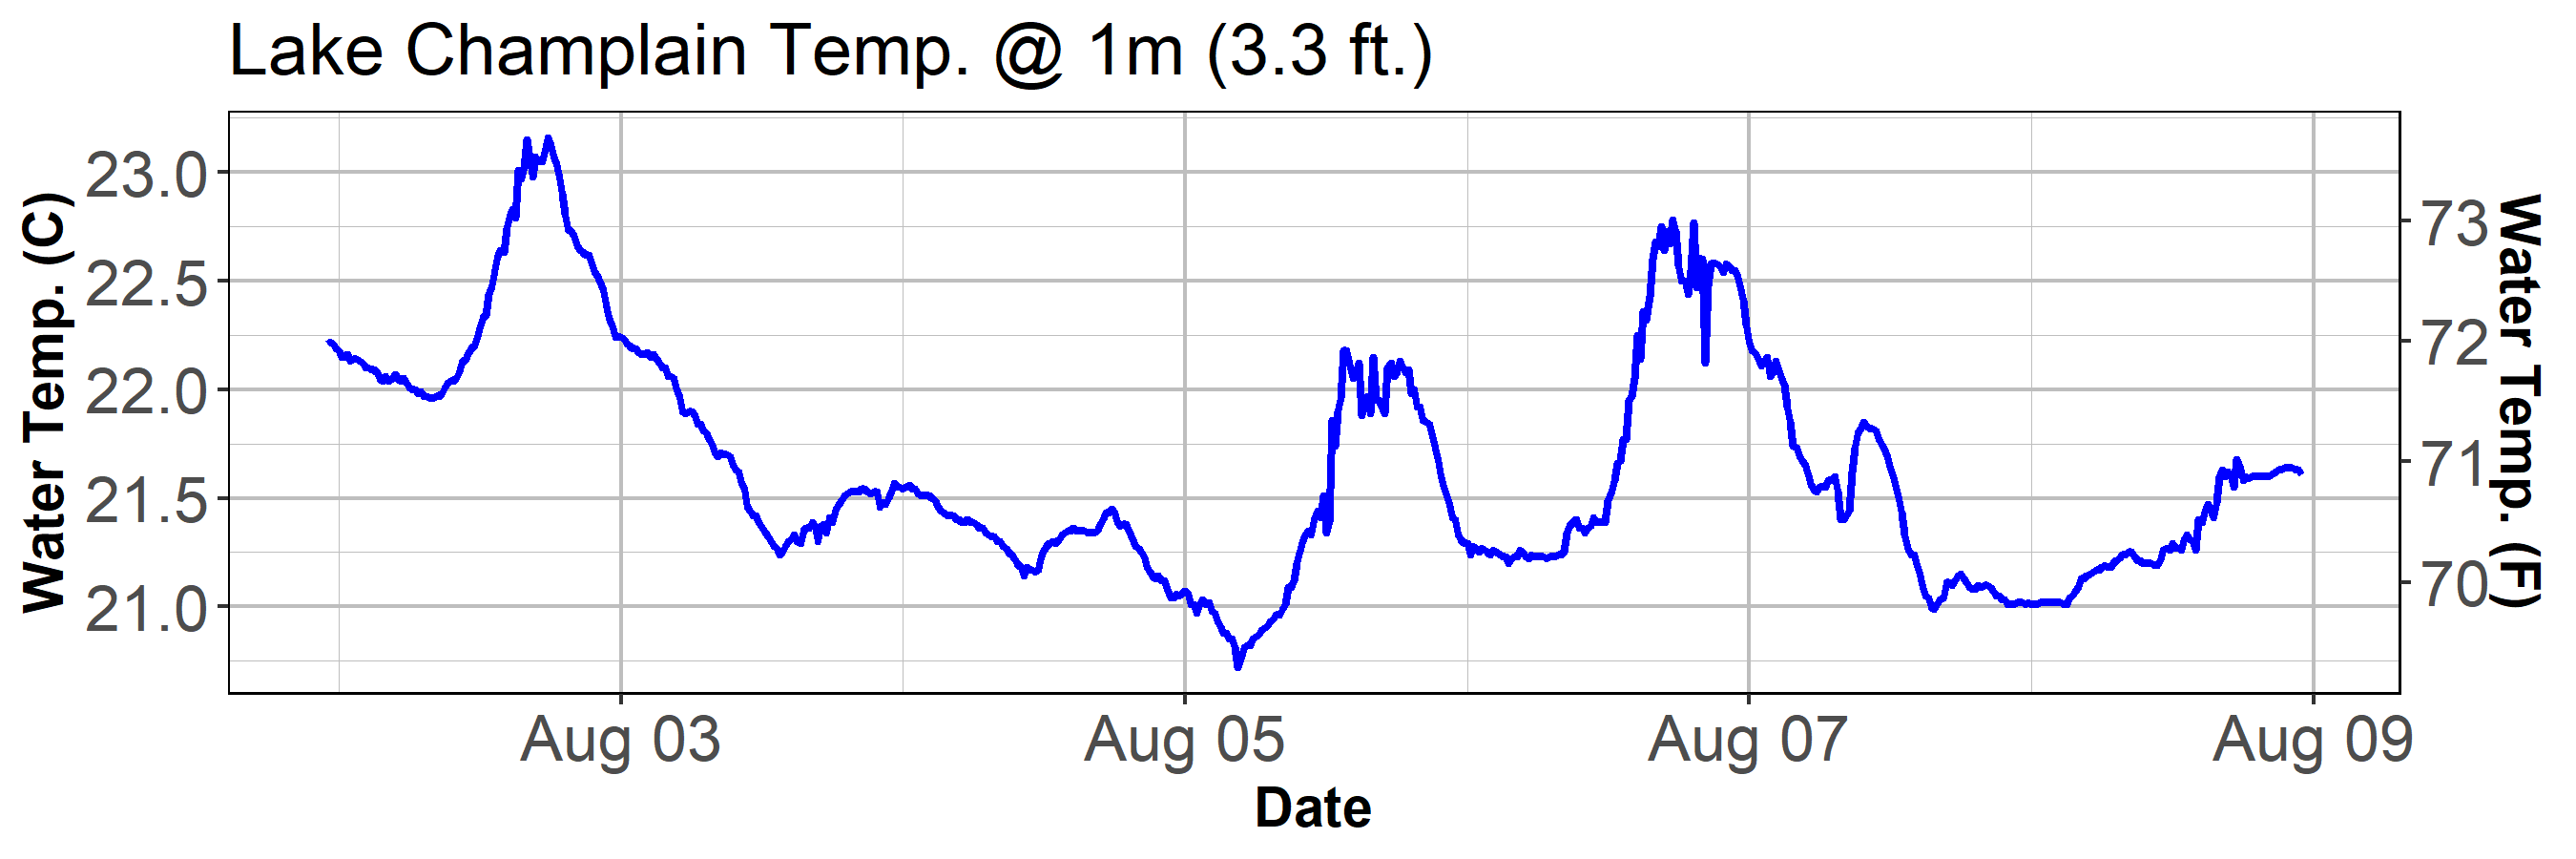 Lake Champlain Temp. @ 1m (3.3 ft.)
Water Temp. (C)
23.0
22.5
22.0
21.5
21.0
73
72
71
70
Water Temp. (F)
Aug 03 Aug 05 Aug 07 Aug 09
Date